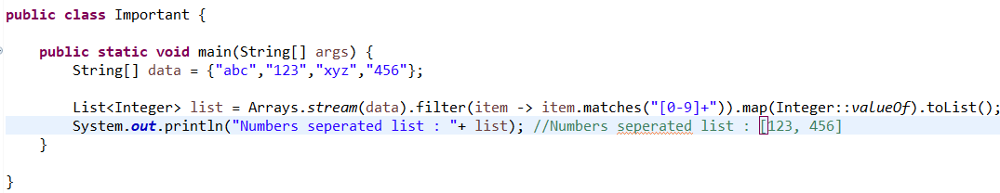 public class Important {
public static void main(String[] args) {
String[] data = {"abc","123","xyz","456"};
List<Integer> list = Arrays.stream(data).filter(item -> item.matches("[0-9]+")).map(Integer::valueOf).toList();
System.out.println("Numbers seperated list : "+ list); //Numbers seperated list : [123, 456]
}
}